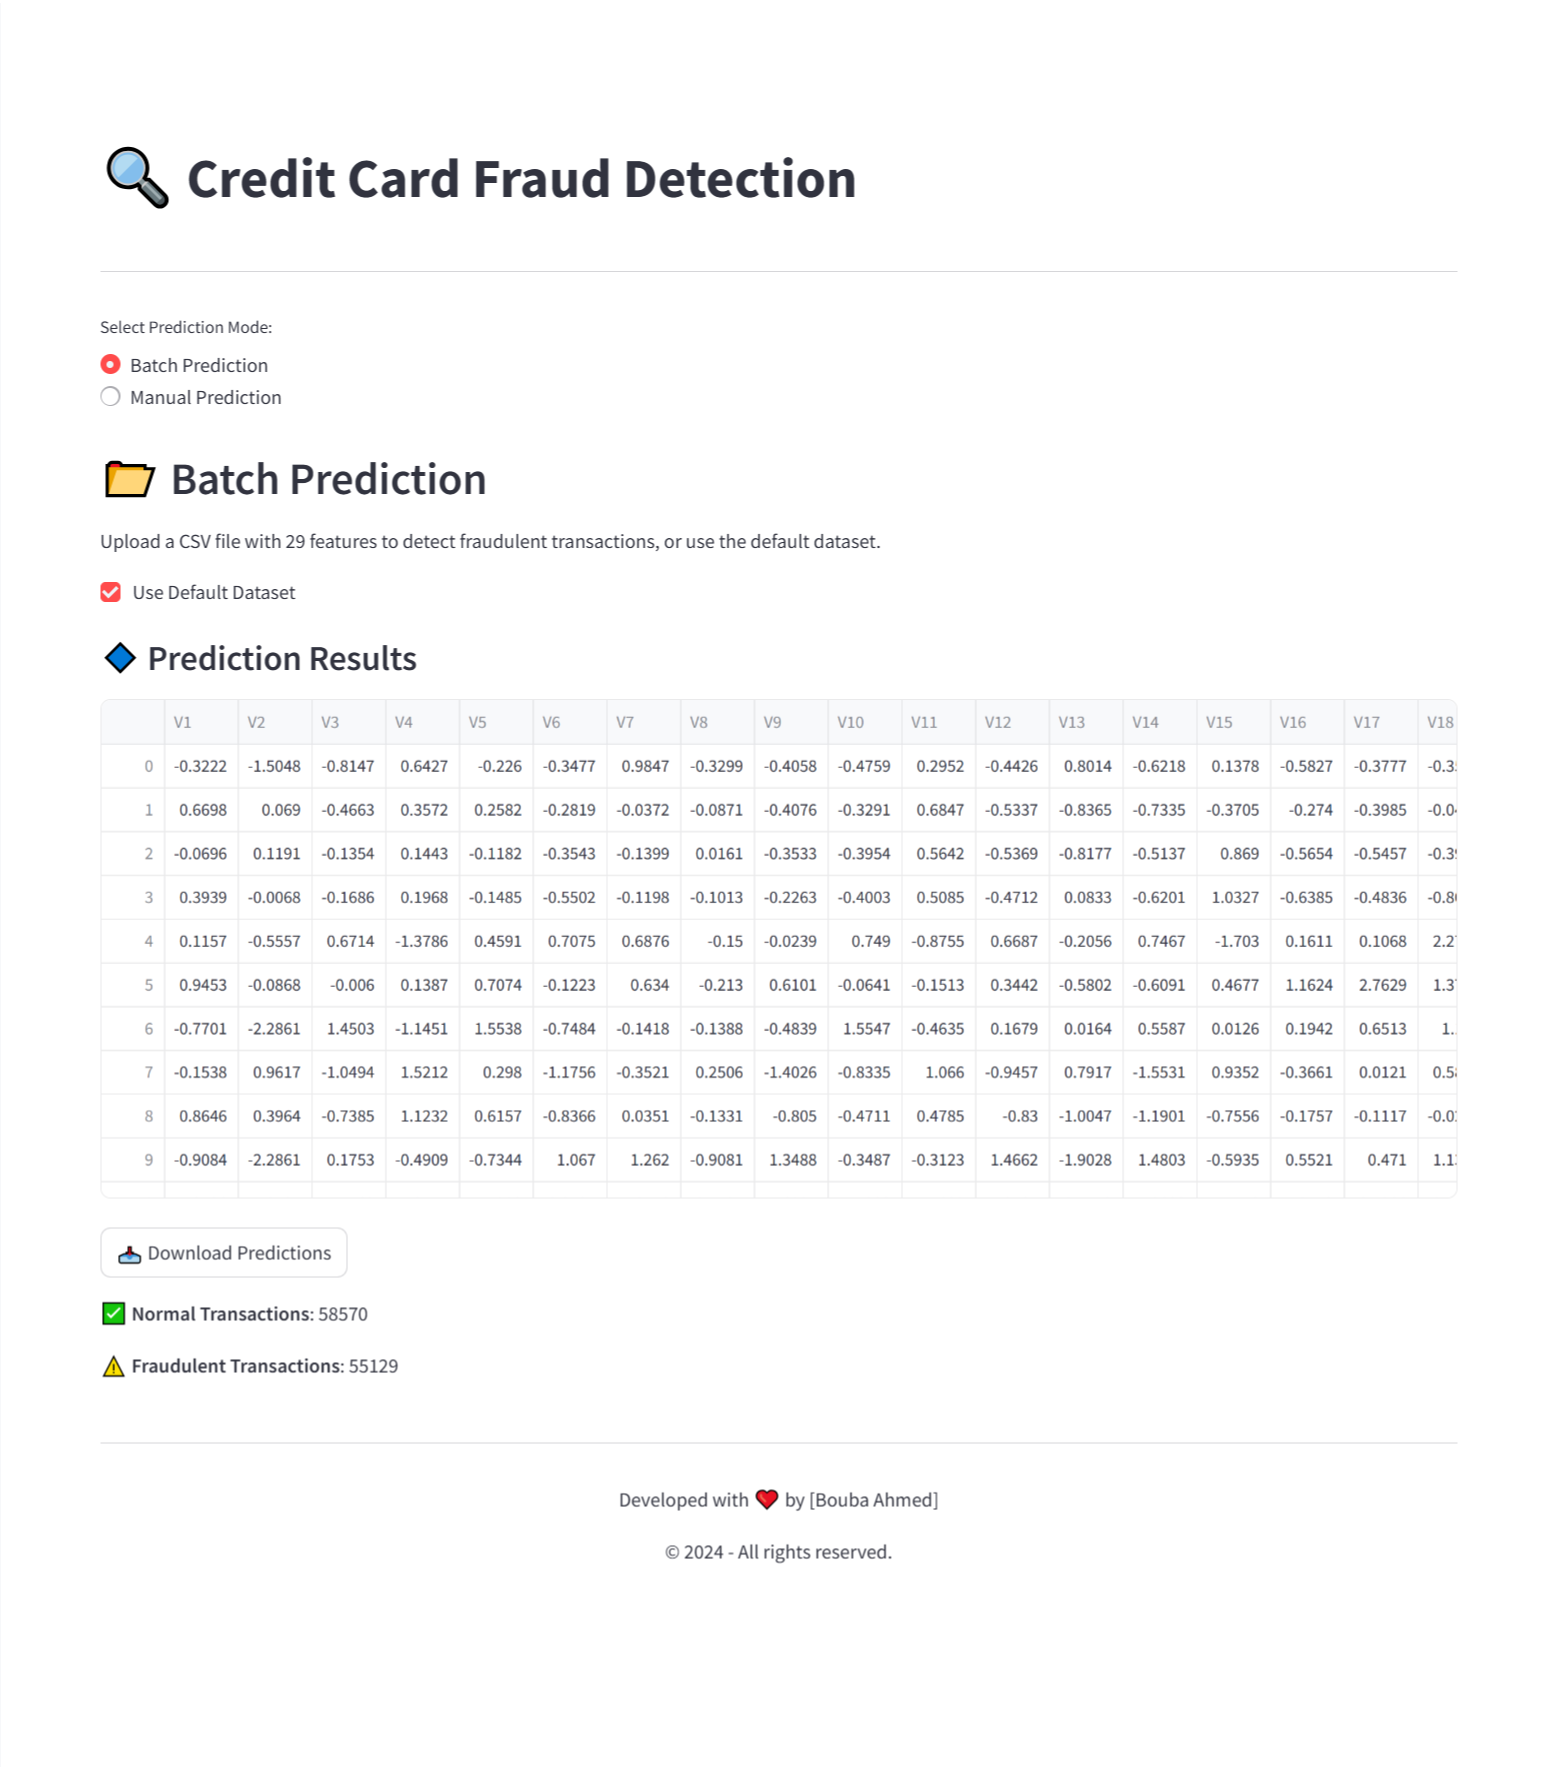 Credit Card Fraud Detection
Select Prediction Mode:
Batch Prediction
Manual Prediction
Batch Prediction
Upload a CSV file with 29 features to detect fraudulent transactions, or use the default dataset.
Use Default Dataset
Prediction Results
V1 V2 V3 V4 V5 V6 V7 V8 V9 V10 V11 V12 V13 V14 V15 V16 V17 V18
0 -0.3222 -1.5048 -0.8147 0.6427 -0.226 -0.3477 0.9847 -0.3299 -0.4058 -0.4759 0.2952 -0.4426 0.8014 -0.6218 0.1378 -0.5827 -0.3777
1 0.6698 0.069 -0.4663 0.3572 0.2582 -0.2819 -0.0372 -0.0871 -0.4076 -0.3291 0.6847 -0.5337 -0.8365 -0.7335 -0.3705 -0.274 -0.3985
2 -0.0696 0.1191 -0.1354 0.1443 -0.1182 -0.3543 -0.1399 0.0161 -0.3533 -0.3954 0.5642 -0.5369 -0.8177 -0.5137 0.869 -0.5654 -0.5457
3 0.3939 -0.0068 -0.1686 0.1968 -0.1485 -0.5502 -0.1198 -0.1013 -0.2263 -0.4003 0.5085 -0.4712 0.0833 -0.6201 1.0327 -0.6385 -0.4836
4 0.1157 -0.5557 0.6714 -1.3786 0.4591 0.7075 0.6876 -0.15 -0.0239 0.749 -0.8755 0.6687 -0.2056 0.7467 -1.703 0.1611 0.1068
5 0.9453 -0.0868 -0.006 0.1387 0.7074 -0.1223 0.634 -0.213 0.6101 -0.0641 -0.1513 0.3442 -0.5802 -0.6091 0.4677 1.1624 2.7629
6 -0.7701 -2.2861 1.4503 -1.1451 1.5538 -0.7484 -0.1418 -0.1388 -0.4839 1.5547 -0.4635 0.1679 0.0164 0.5587 0.0126 0.1942 0.6513
7 -0.1538 0.9617 -1.0494 1.5212 0.298 -1.1756 -0.3521 0.2506 -1.4026 -0.8335 1.066 -0.9457 0.7917 -1.5531 0.9352 -0.3661 0.0121
8 0.8646 0.3964 -0.7385 1.1232 0.6157 -0.8366 0.0351 -0.1331 -0.805 -0.4711 0.4785 -0.83 -1.0047 -1.1901 -0.7556 -0.1757 -0.1117
9 -0.9084 -2.2861 0.1753 -0.4909 -0.7344 1.067 1.262 -0.9081 1.3488 -0.3487 -0.3123 1.4662 -1.9028 1.4803 -0.5935 0.5521 0.471
Download Predictions
Normal Transactions: 58570
Fraudulent Transactions: 55129
Developed with ❤️ by [Bouba Ahmed]
© 2024 - All rights reserved.